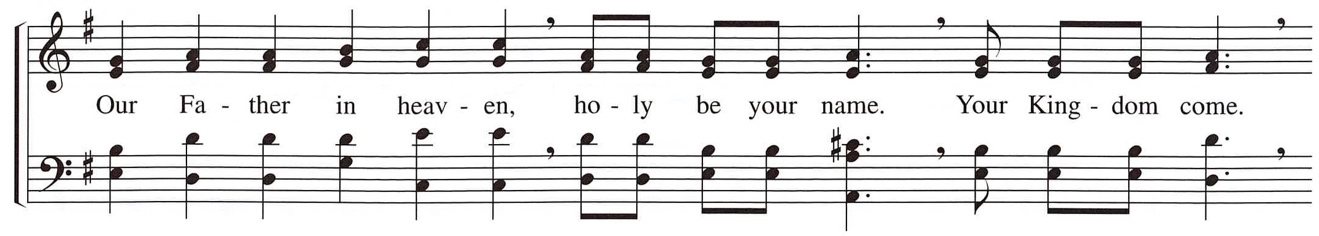 Our Fa - ther in heav - en, ho - ly be your name. Your King - dom come.